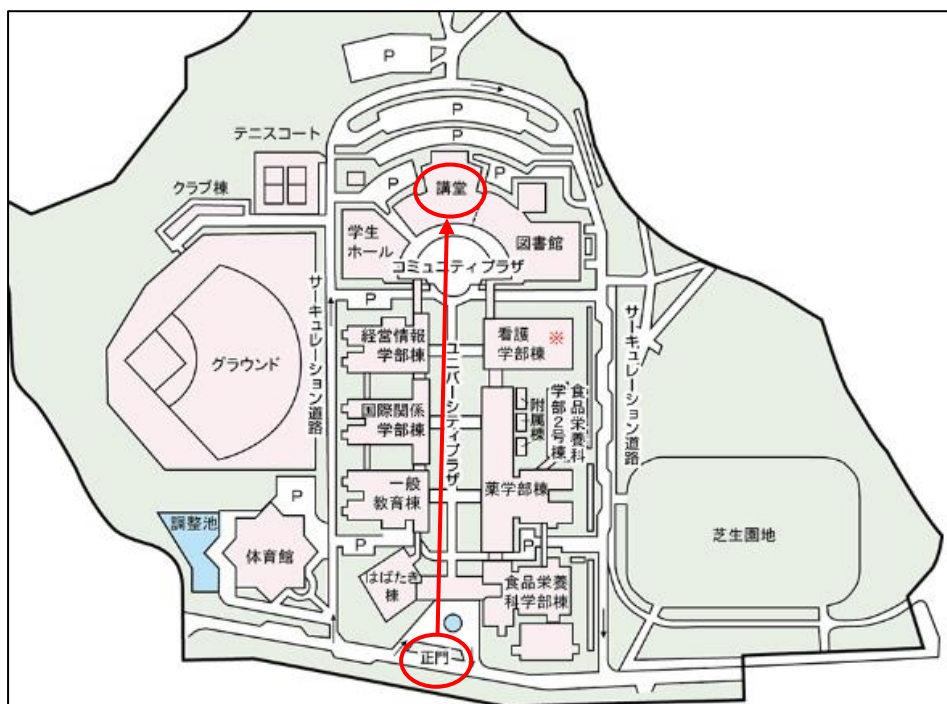 P
P
テニスコート
P
クラブ棟
P
講堂
P
学生
ホール
図書館
コミュニティプラザ
サーキュレーション道路
P
経営情報
学部棟
ユニバーシティプラザ
看護
学部棟
※
サーキュレーション道路
グラウンド
国際関係
学部棟
附属棟
食品栄養科
学部2号棟
一般
教育棟
薬学部棟
P
調整池
体育館
芝生園地
P
P
はばたき
棟
食品栄養
科学部棟
正門